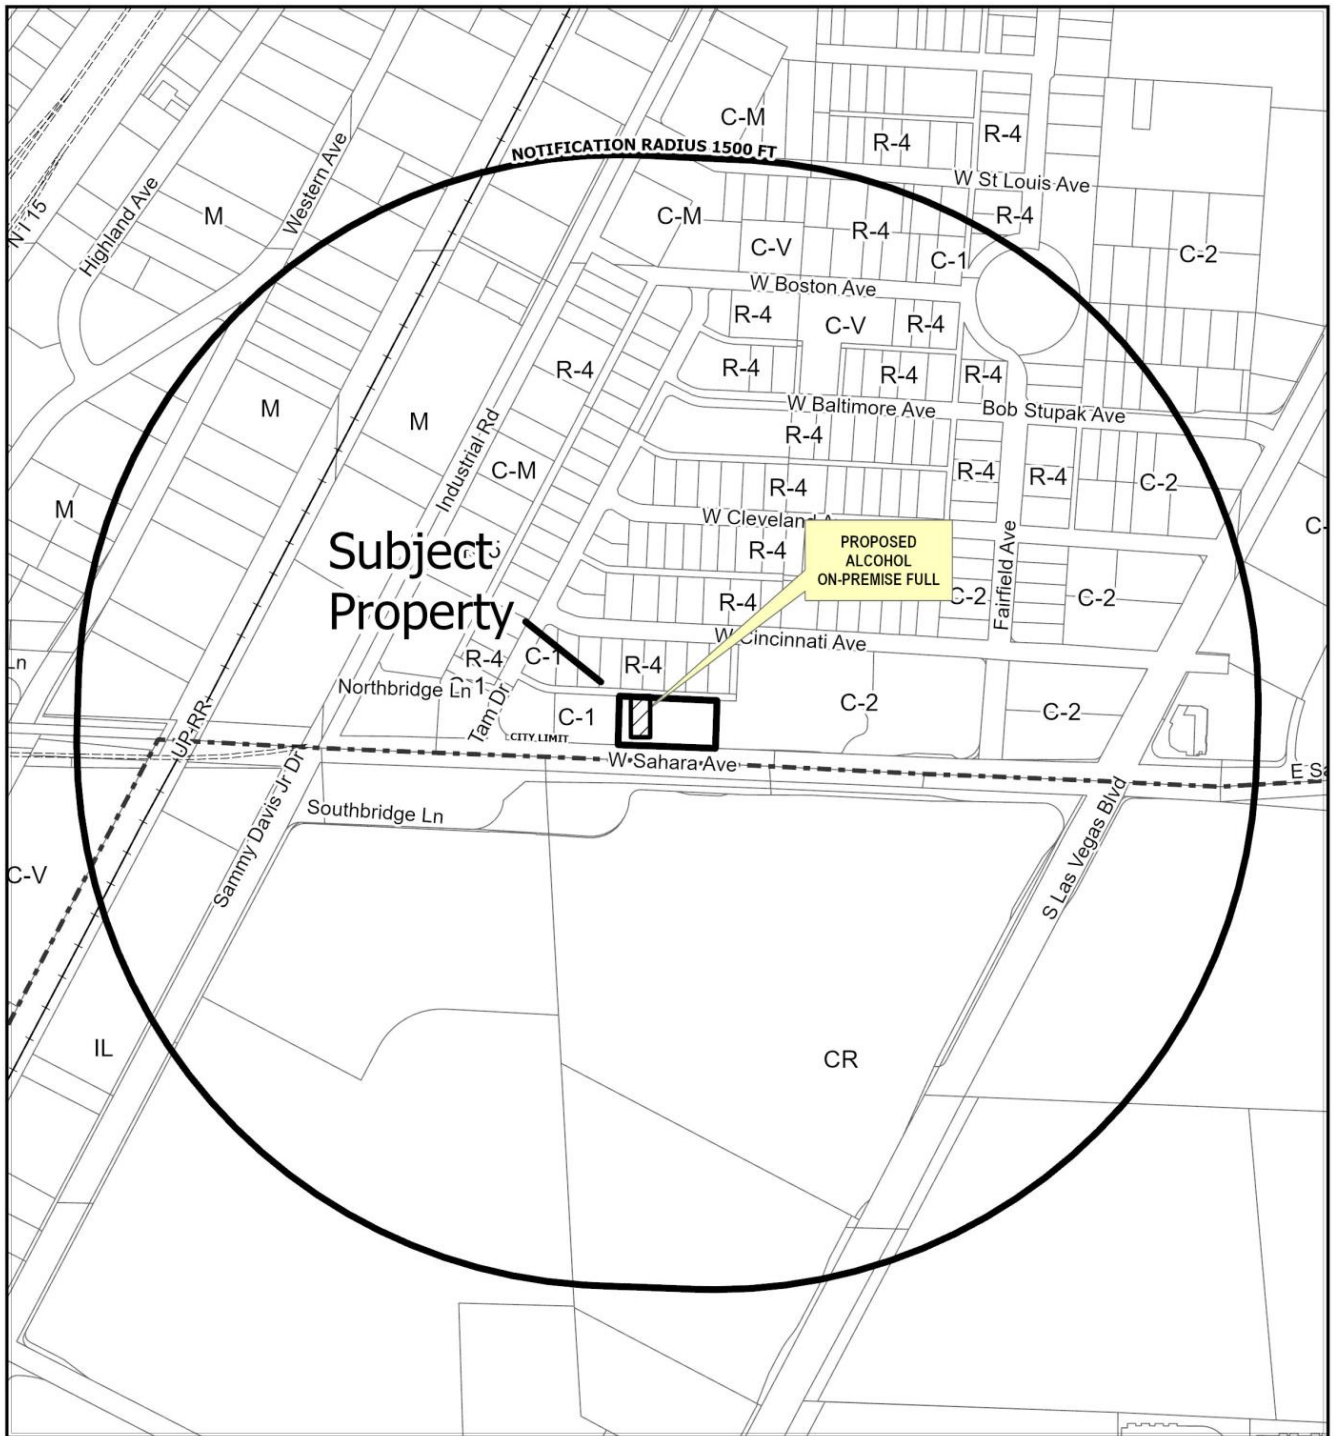 C-M
R-4
R-4
NOTIFICATION RADIUS 1500 FT
W St Louis Ave
N I 15
Highland Ave
Western Ave
M
C-M
R-4
R-4
C-V
C-1
C-2
W Boston Ave
R-4
C-V
R-4
R-4
R-4
R-4
R-4
M
M
W Baltimore Ave
Bob Stupak Ave
R-4
Industrial Rd
C-M
R-4
R-4
R-4
C-2
M
W Cleveland
Subject
Property
R-4
PROPOSED
ALCOHOL
ON-PREMISE FULL
Fairfield Ave
R-4
C-2
C-2
W Cincinnati Ave
R-4
C-1
R-4
Northbridge Ln
Tam Dr
C-1
C-2
C-2
UP-RR
CITY LIMIT
W Sahara Ave
Sammy Davis Jr Dr
Southbridge Ln
S Las Vegas Blvd
C-V
IL
CR